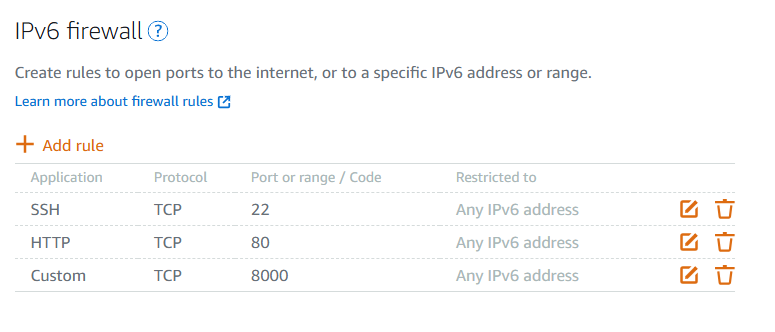 IPv6 firewall ?
Create rules to open ports to the internet, or to a specific IPv6 address or range.
Learn more about firewall rules
+ Add rule
Application Protocol Port or range / Code Restricted to
SSH TCP 22 Any IPv6 address
HTTP TCP 80 Any IPv6 address
Custom TCP 8000 Any IPv6 address